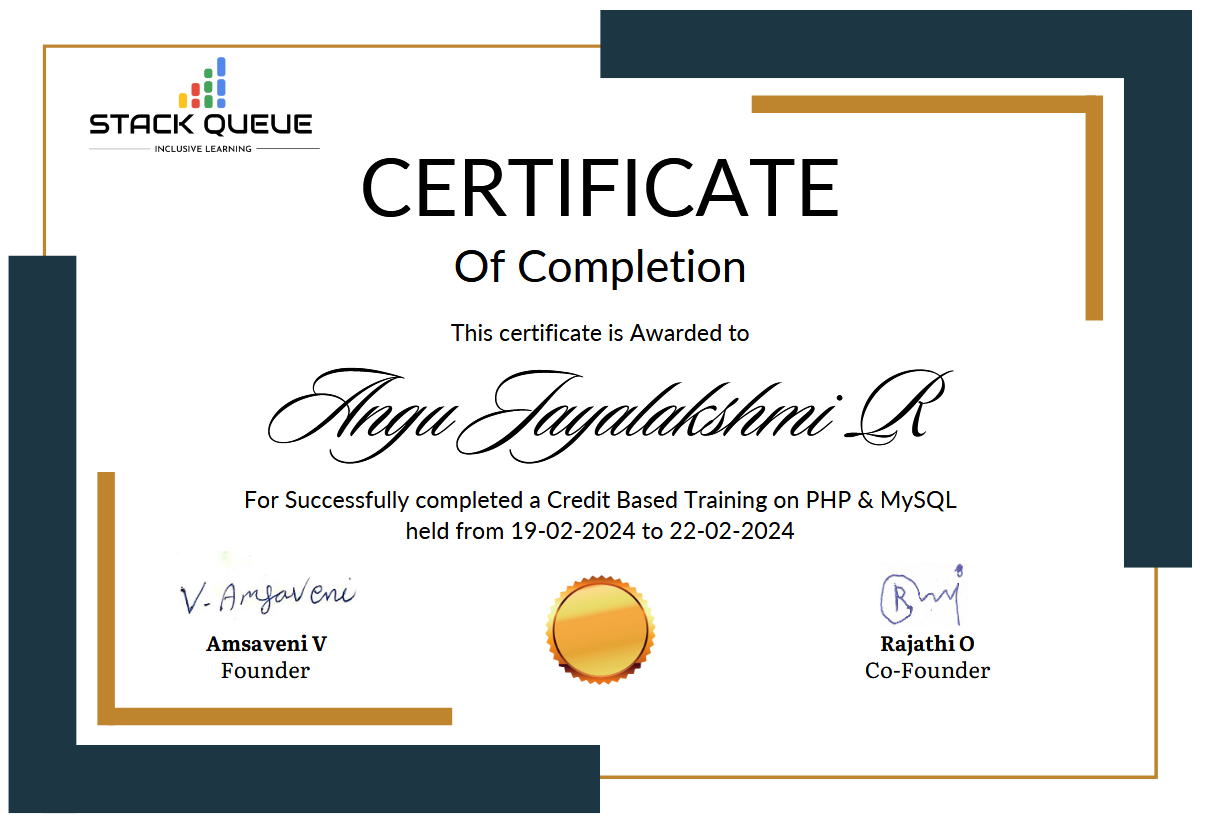 STACK QUEUE
INCLUSIVE LEARNING
CERTIFICATE
Of Completion
This certificate is Awarded to
Angu Jayalakshmi R
For Successfully completed a Credit Based Training on PHP & MySQL
held from 19-02-2024 to 22-02-2024
V. Amsaveni
Amsaveni V
Founder
Rajathi O
Co-Founder